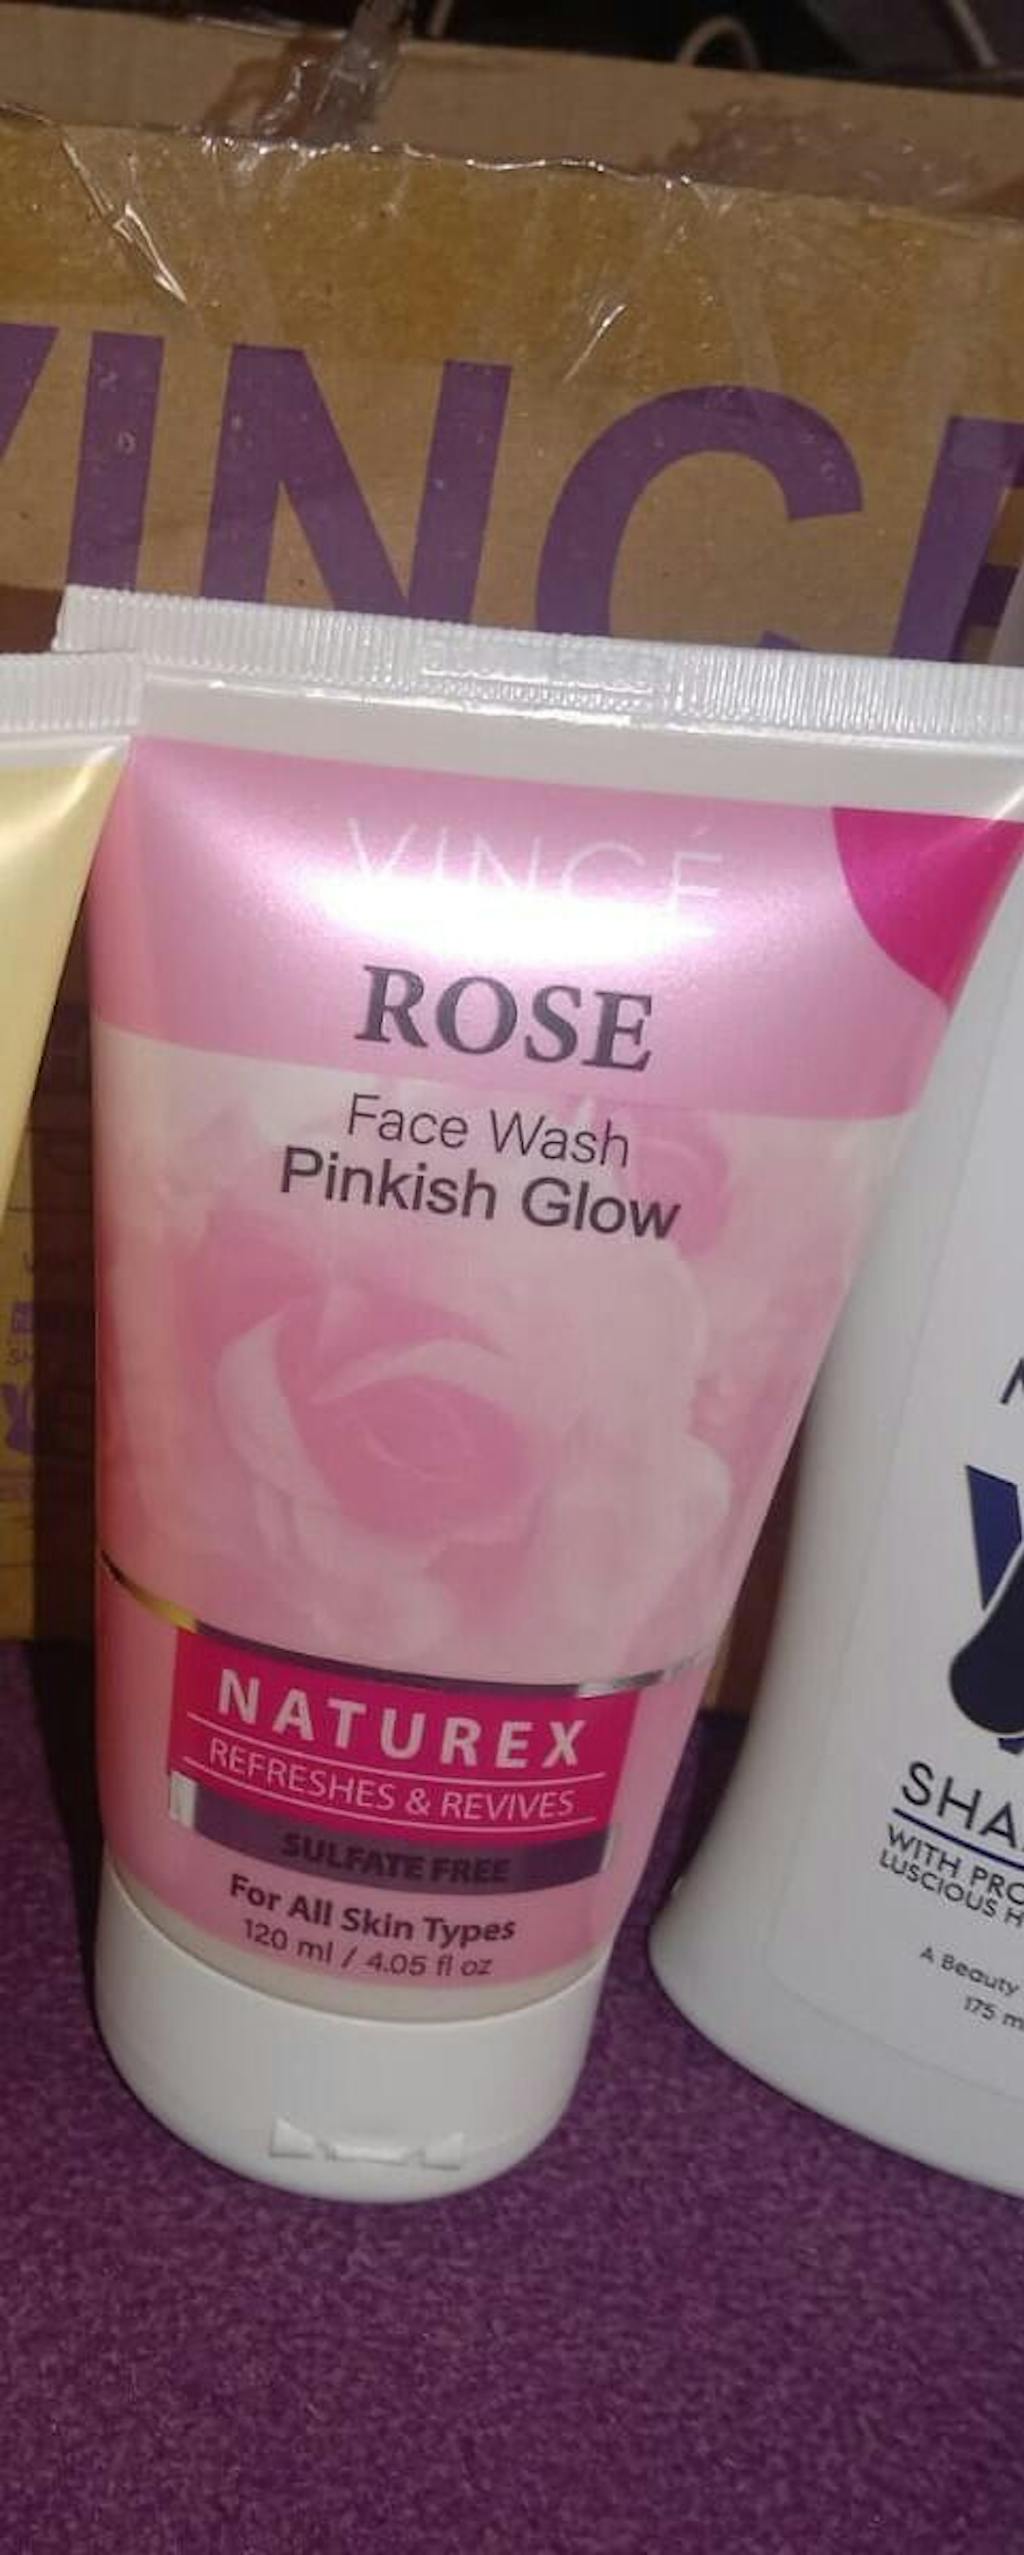 VINCE
VINCÉ
ROSE
Face Wash
Pinkish Glow
NATUREX
REFRESHES & REVIVES
SULFATE FREE
For All Skin Types
120 ml / 4.05 fl oz
SHA
WITH PRO
LUSCIOUS H
A Beauty
175 m